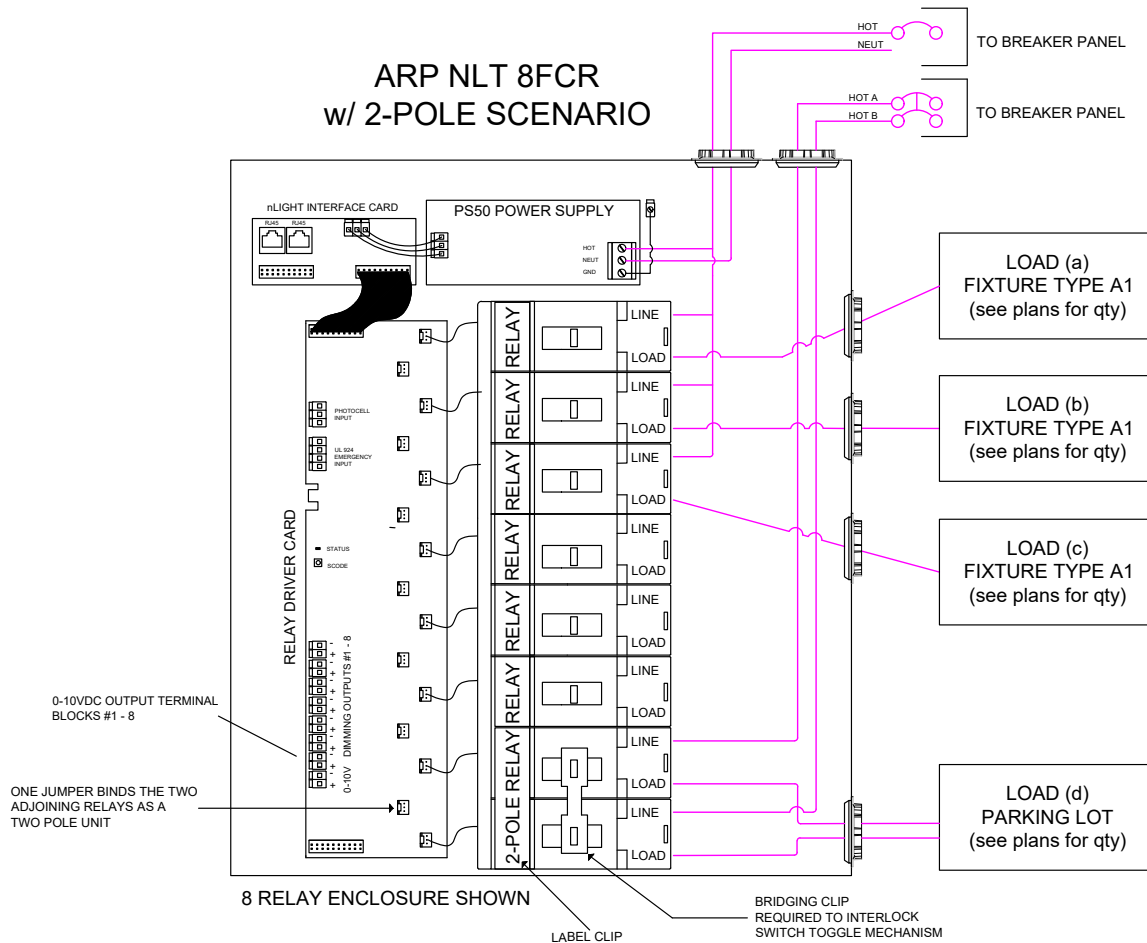 HOT
NEUT
TO BREAKER PANEL
ARP NLT 8FCR
w/ 2-POLE SCENARIO
HOT A
HOT B
TO BREAKER PANEL
nLIGHT INTERFACE CARD
RJ45 RJ45
PS50 POWER SUPPLY
HOT
NEUT
GND
LOAD (a)
FIXTURE TYPE A1
(see plans for qty)
LOAD (b)
FIXTURE TYPE A1
(see plans for qty)
LOAD (c)
FIXTURE TYPE A1
(see plans for qty)
LOAD (d)
PARKING LOT
(see plans for qty)
RELAY
LINE
LOAD
RELAY
LINE
LOAD
RELAY
LINE
LOAD
RELAY
LINE
LOAD
RELAY
LINE
LOAD
RELAY
LINE
LOAD
2-POLE RELAY
LINE
LOAD
LINE
LOAD
PHOTOCELL
INPUT
UL 924
EMERGENCY
INPUT
RELAY DRIVER CARD
STATUS
SCODE
0-10V DIMMING OUTPUTS #1 - 8
-
+
-
+
-
+
-
+
-
+
-
+
-
+
-
+
0-10VDC OUTPUT TERMINAL
BLOCKS #1 - 8
ONE JUMPER BINDS THE TWO
ADJOINING RELAYS AS A
TWO POLE UNIT
8 RELAY ENCLOSURE SHOWN
LABEL CLIP
BRIDGING CLIP
REQUIRED TO INTERLOCK
SWITCH TOGGLE MECHANISM